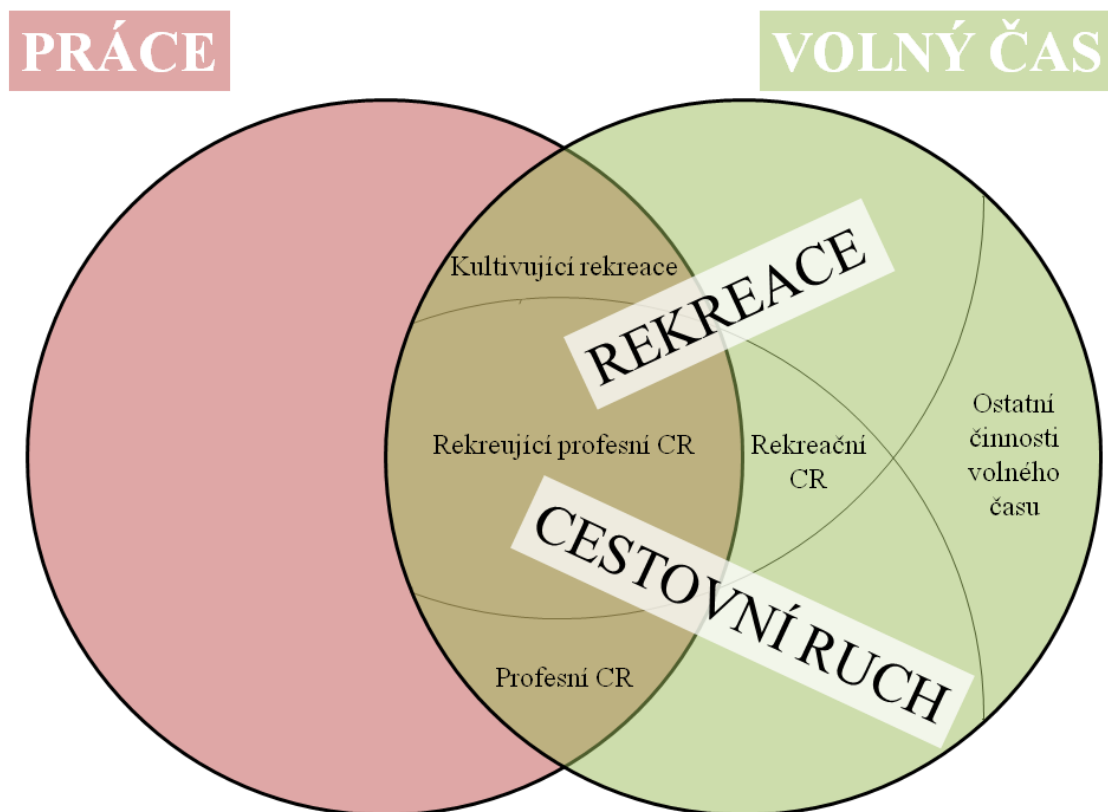 PRÁCE
VOLNÝ ČAS
Kultivující rekreace
REKREACE
Rekreující profesní CR
Rekreační
CR
Ostatní
činnosti
volného
času
CESTOVNÍ RUCH
Profesní CR